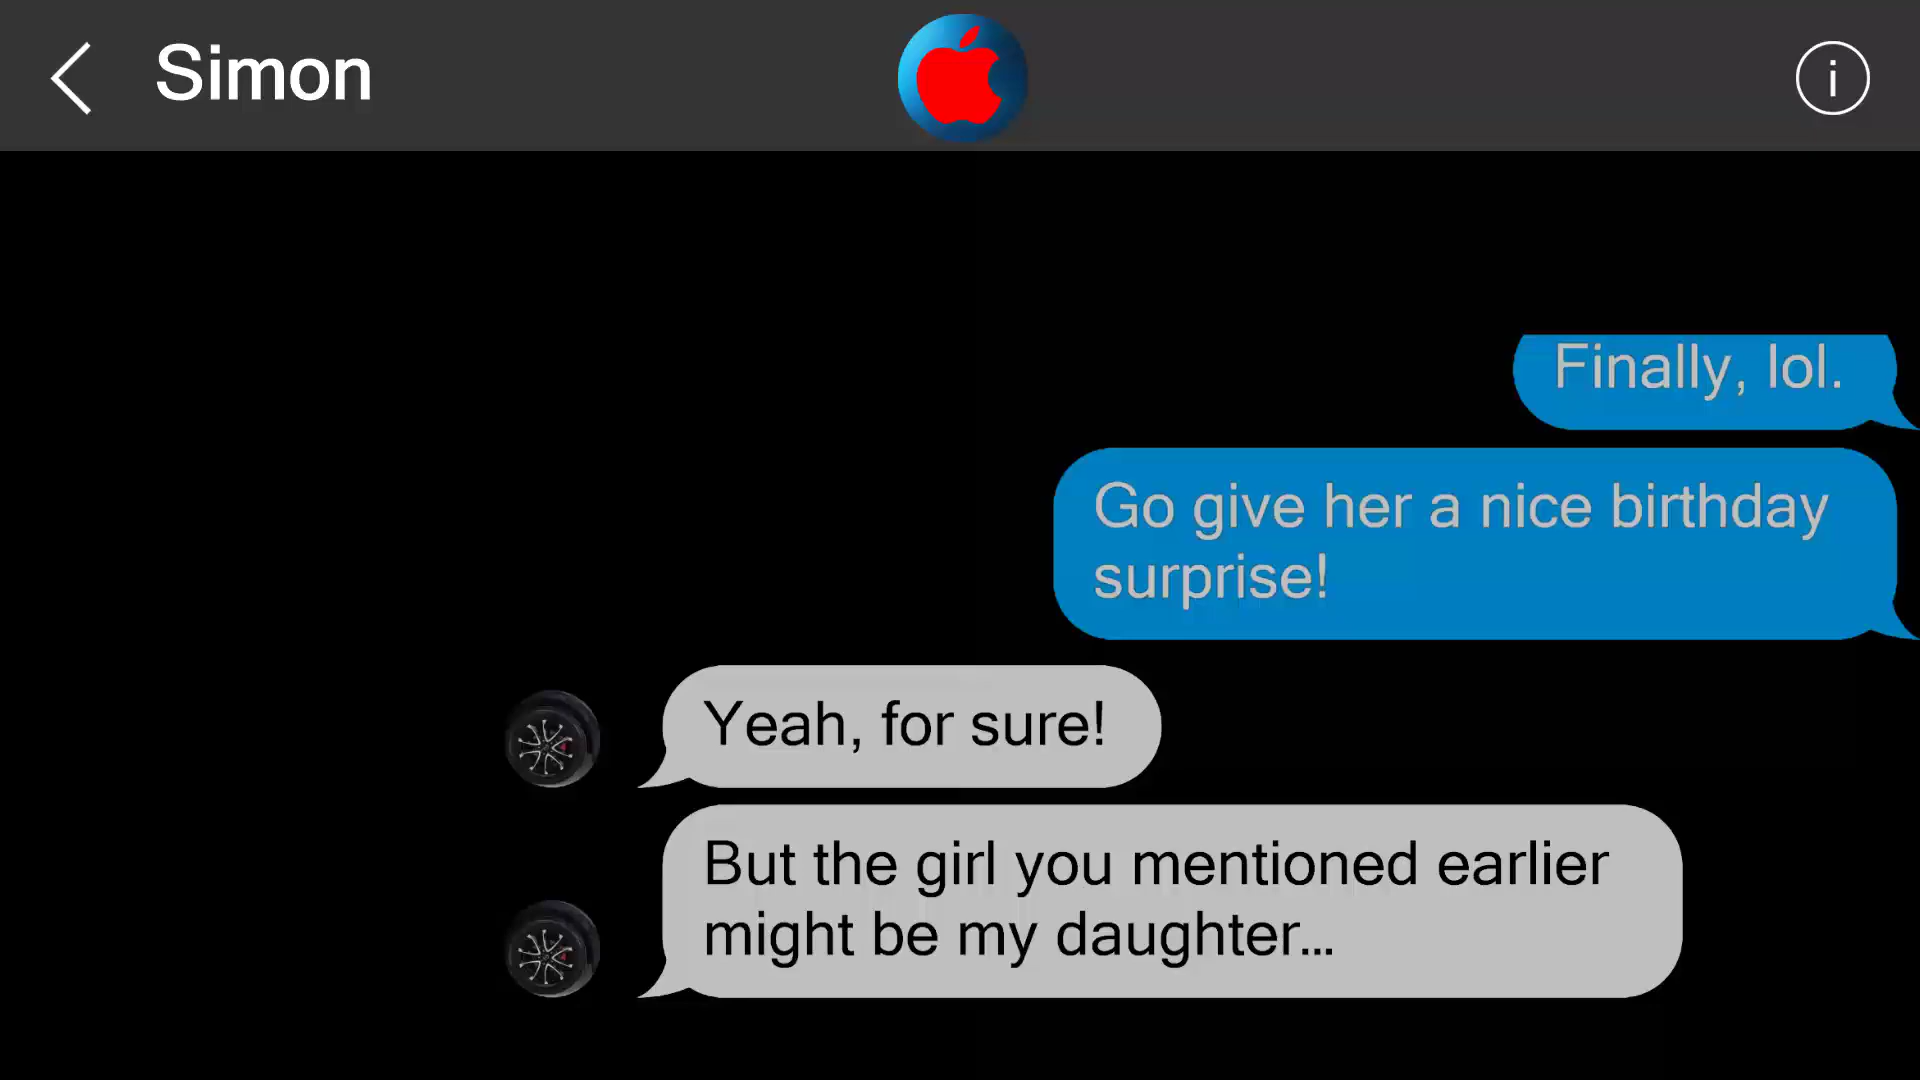 Simon
i
Finally, lol.
Go give her a nice birthday
surprise!
Yeah, for sure!
But the girl you mentioned earlier
might be my daughter...